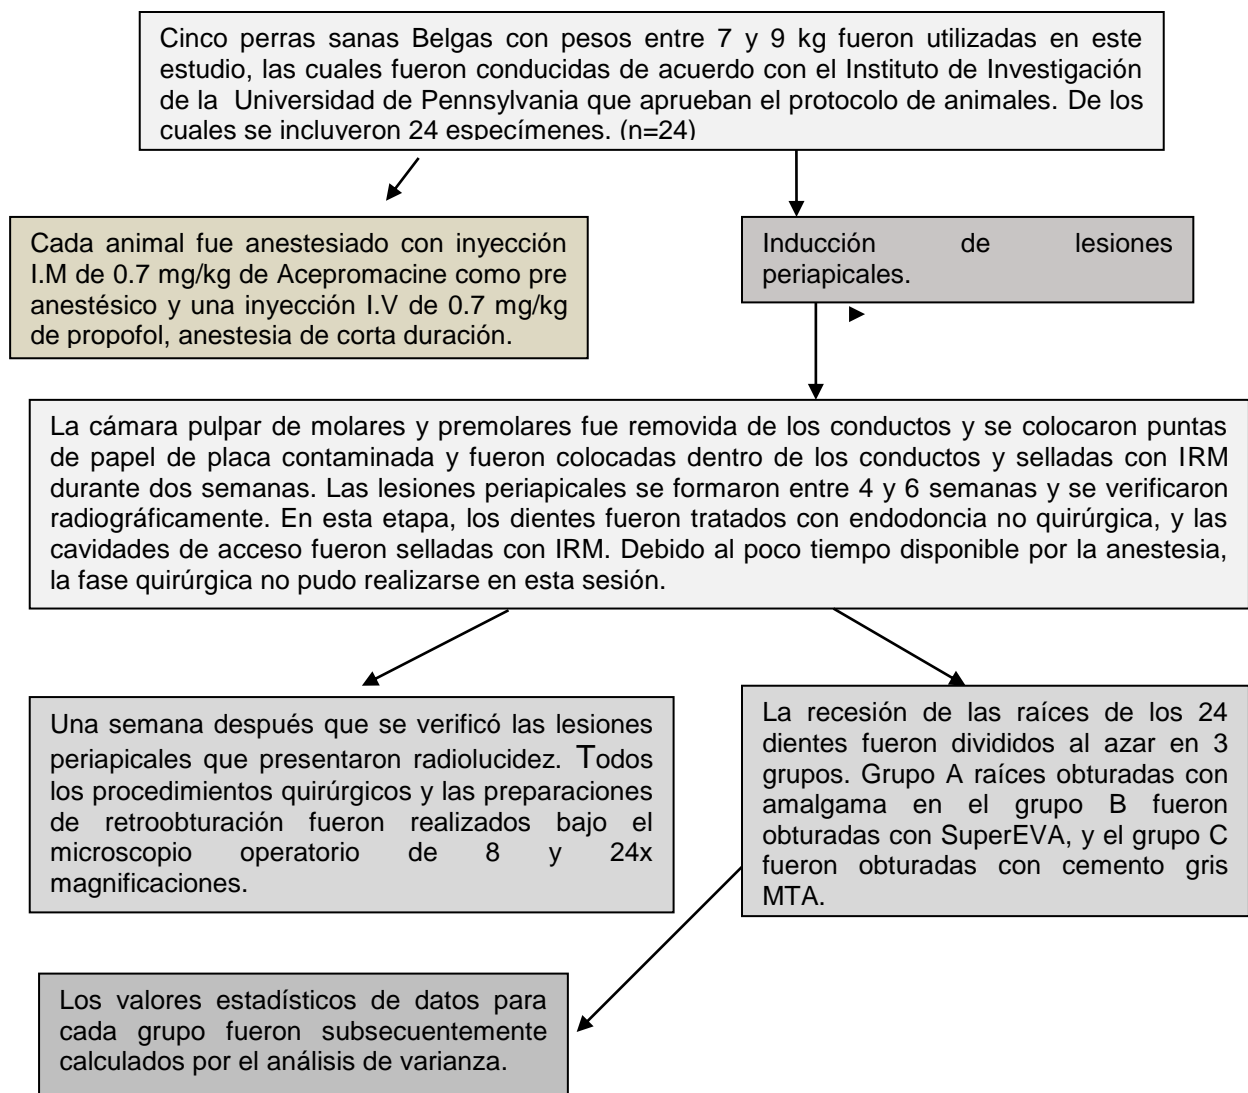 Cinco perras sanas Belgas con pesos entre 7 y 9 kg fueron utilizadas en este
estudio, las cuales fueron conducidas de acuerdo con el Instituto de Investigación
de la Universidad de Pennsylvania que aprueban el protocolo de animales. De los
cuales se incluyeron 24 especímenes. (n=24)
Cada animal fue anestesiado con inyección
I.M de 0.7 mg/kg de Acepromacine como pre
anestésico y una inyección I.V de 0.7 mg/kg
de propofol, anestesia de corta duración.
Inducción de lesiones
periapicales.
La cámara pulpar de molares y premolares fue removida de los conductos y se colocaron puntas
de papel de placa contaminada y fueron colocadas dentro de los conductos y selladas con IRM
durante dos semanas. Las lesiones periapicales se formaron entre 4 y 6 semanas y se verificaron
radiográficamente. En esta etapa, los dientes fueron tratados con endodoncia no quirúrgica, y las
cavidades de acceso fueron selladas con IRM. Debido al poco tiempo disponible por la anestesia,
la fase quirúrgica no pudo realizarse en esta sesión.
Una semana después que se verificó las lesiones
periapicales que presentaron radiolucidez. Todos
los procedimientos quirúrgicos y las preparaciones
de retroobturación fueron realizados bajo el
microscopio operatorio de 8 y 24x
magnificaciones.
La recesión de las raíces de los 24
dientes fueron divididos al azar en 3
grupos. Grupo A raíces obturadas con
amalgama en el grupo B fueron
obturadas con SuperEVA, y el grupo C
fueron obturadas con cemento gris
MTA.
Los valores estadísticos de datos para
cada grupo fueron subsecuentemente
calculados por el análisis de varianza.